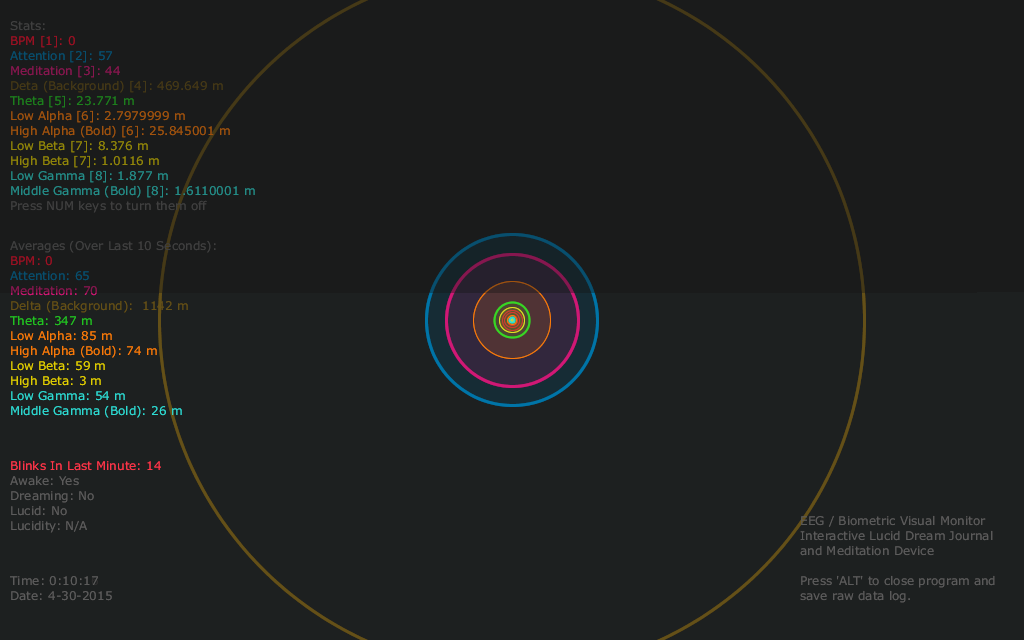 Stats:
BPM [1]: 0
Attention [2]: 57
Meditation [3]: 44
Deta (Background) [4]: 469.649 m
Theta [5]: 23.771 m
Low Alpha [6]: 2.7979999 m
High Alpha (Bold) [6]: 25.845001 m
Low Beta [7]: 8.376 m
High Beta [7]: 1.0116 m
Low Gamma [8]: 1.877 m
Middle Gamma (Bold) [8]: 1.6110001 m
Press NUM keys to turn them off
Averages (Over Last 10 Seconds):
BPM: 0
Attention: 65
Meditation: 70
Delta (Background):  1142 m
Theta: 347 m
Low Alpha: 85 m
High Alpha (Bold): 74 m
Low Beta: 59 m
High Beta: 3 m
Low Gamma: 54 m
Middle Gamma (Bold): 26 m
Blinks In Last Minute: 14
Awake: Yes
Dreaming: No
Lucid: No
Lucidity: N/A
Time: 0:10:17
Date: 4-30-2015
EEG / Biometric Visual Monitor
Interactive Lucid Dream Journal
and Meditation Device
Press 'ALT' to close program and
save raw data log.